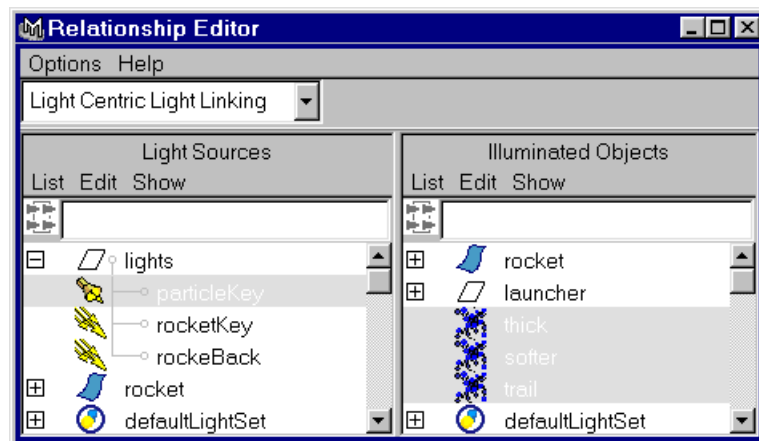 Relationship Editor
Options Help
Light Centric Light Linking
Light Sources
List Edit Show
lights
particleKey
rocketKey
rockeBack
rocket
defaultLightSet
Illuminated Objects
List Edit Show
rocket
launcher
thick
softer
trail
defaultLightSet